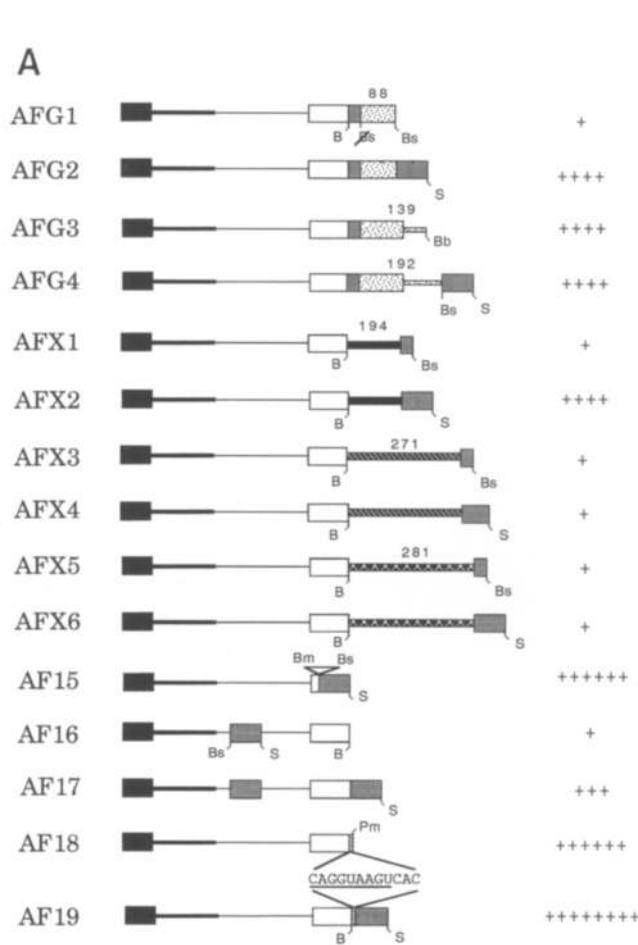 A
88
AFG1 +
B Bs Bs
AFG2 ++++
S
139
AFG3 ++++
Bb
192
AFG4 ++++
Bs S
194
AFX1 +
B Bs
AFX2 ++++
B S
271
AFX3 +
B Bs
AFX4 +
B S
281
AFX5 +
B Bs
AFX6 +
B S
Bm Bs
AF15 ++++++
S
AF16 +
Bs S B
AF17 +++
S
Pm
AF18 ++++++
CAGGUAAGUCAC
AF19 ++++++++
B S